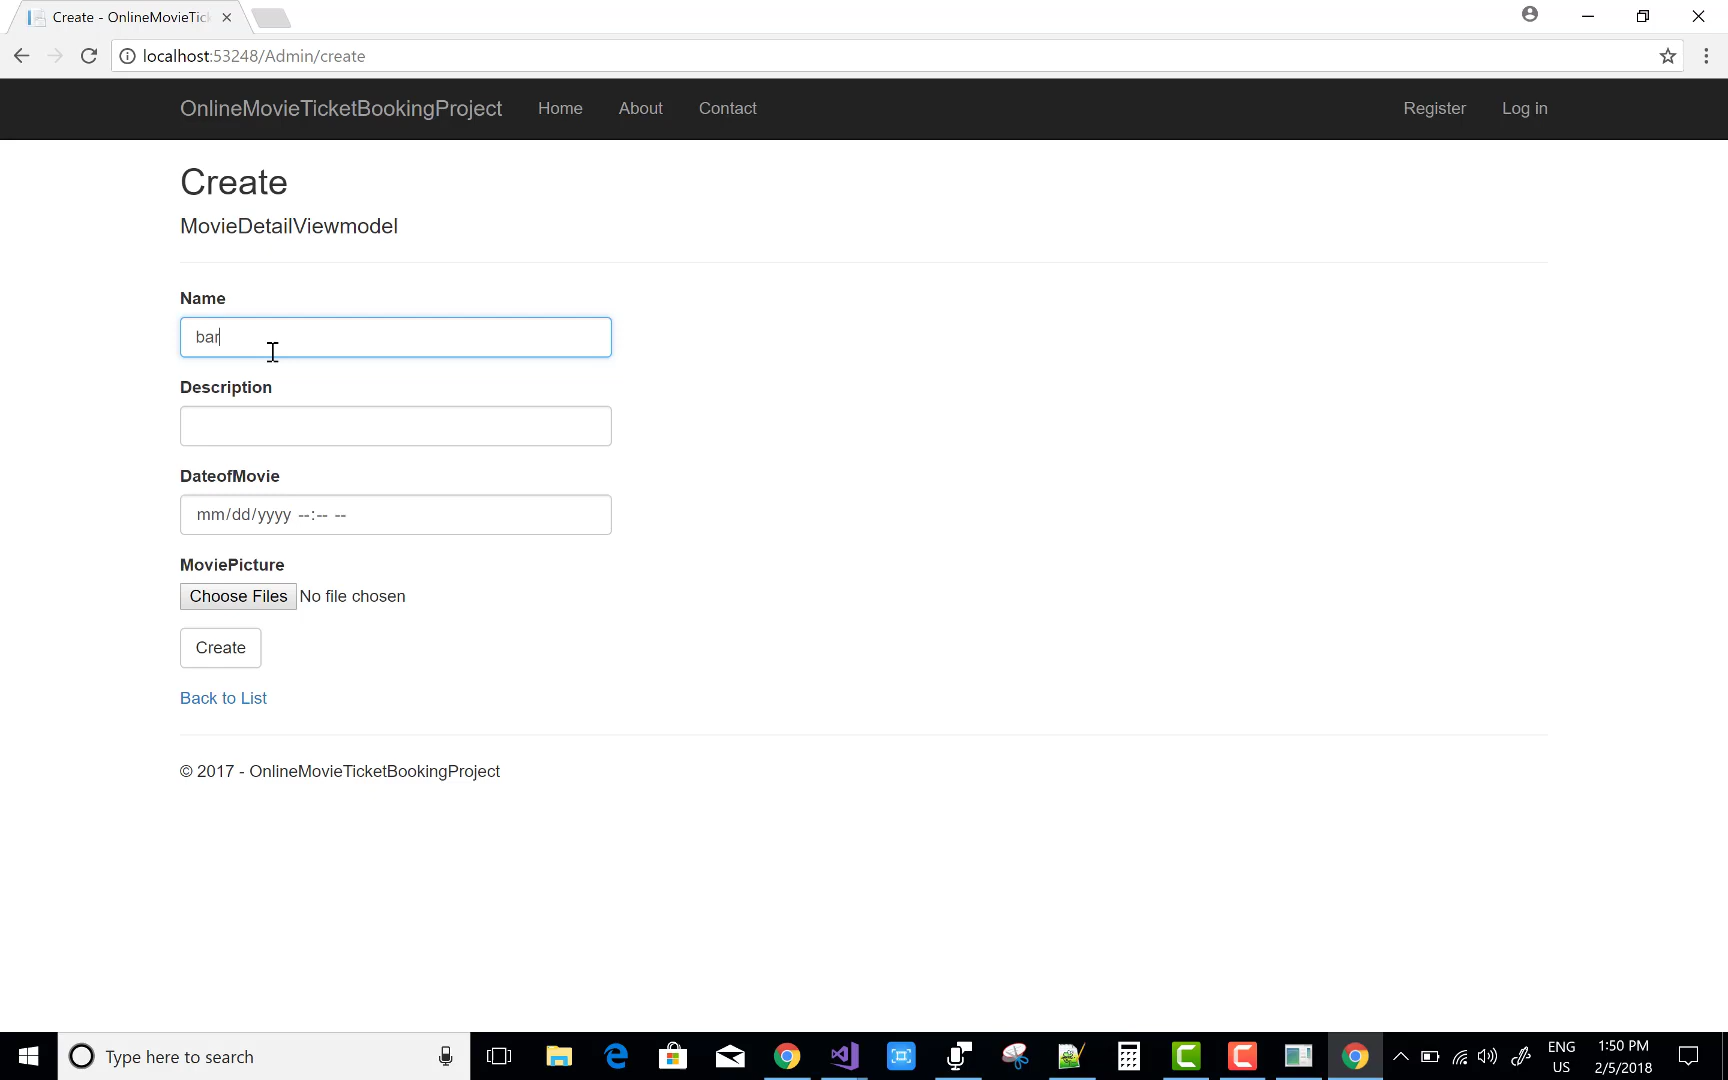 Create - OnlineMovieTic
localhost:53248/Admin/create
OnlineMovieTicketBookingProject Home About Contact Register Log in
Create
MovieDetailViewmodel
Name
bar
Description
DateofMovie
mm/dd/yyyy --:-- --
MoviePicture
Choose Files No file chosen
Create
Back to List
© 2017 - OnlineMovieTicketBookingProject
Type here to search
ENG 1:50 PM
US 2/5/2018